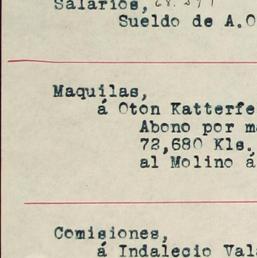 Salarios,
Sueldo de A.O
Maquilas,
á Oton Katterfe
Abono por m
72,680 Kls.
al Molino á
Comisiones,
á Indalecio Val